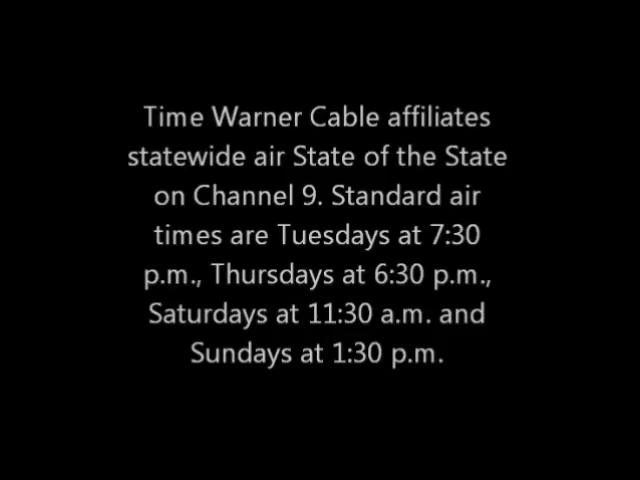 Time Warner Cable affiliates
statewide air State of the State
on Channel 9. Standard air
times are Tuesdays at 7:30
p.m., Thursdays at 6:30 p.m.,
Saturdays at 11:30 a.m. and
Sundays at 1:30 p.m.